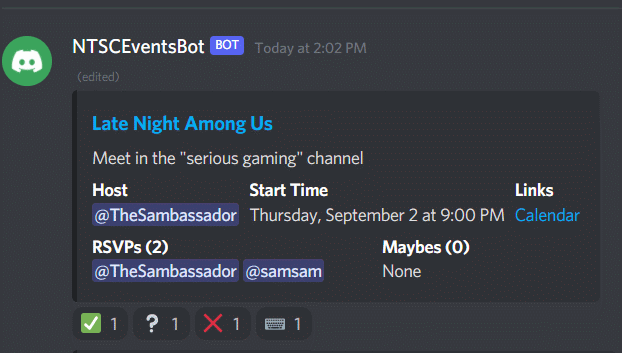 NTSCEventsBot BOT Today at 2:02 PM
(edited)
Late Night Among Us
Meet in the "serious gaming" channel
Host Start Time Links
@TheSambassador Thursday, September 2 at 9:00 PM Calendar
RSVPs (2) Maybes (0)
@TheSambassador @samsam None
1 ? 1 1 1